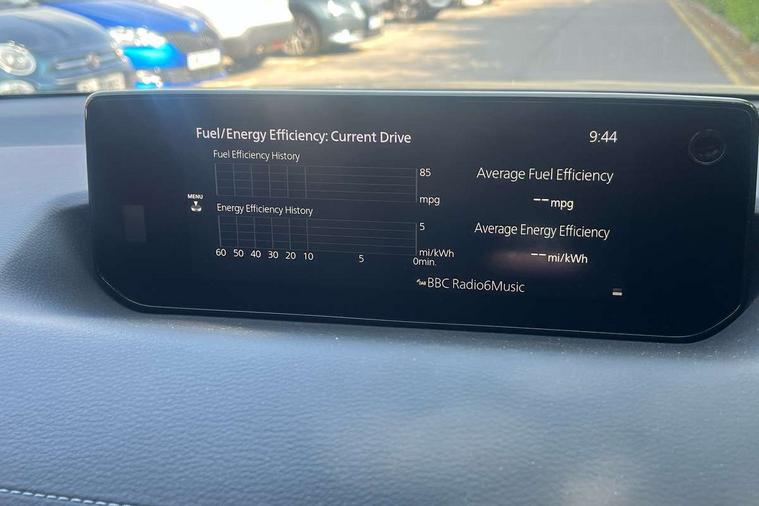 Fuel/Energy Efficiency: Current Drive
9:44
Fuel Efficiency History
85
mpg
Average Fuel Efficiency
-- mpg
MENU
Energy Efficiency History
5
mi/kWh
60 50 40 30 20 10 5 0min.
Average Energy Efficiency
-- mi/kWh
BBC Radio6Music